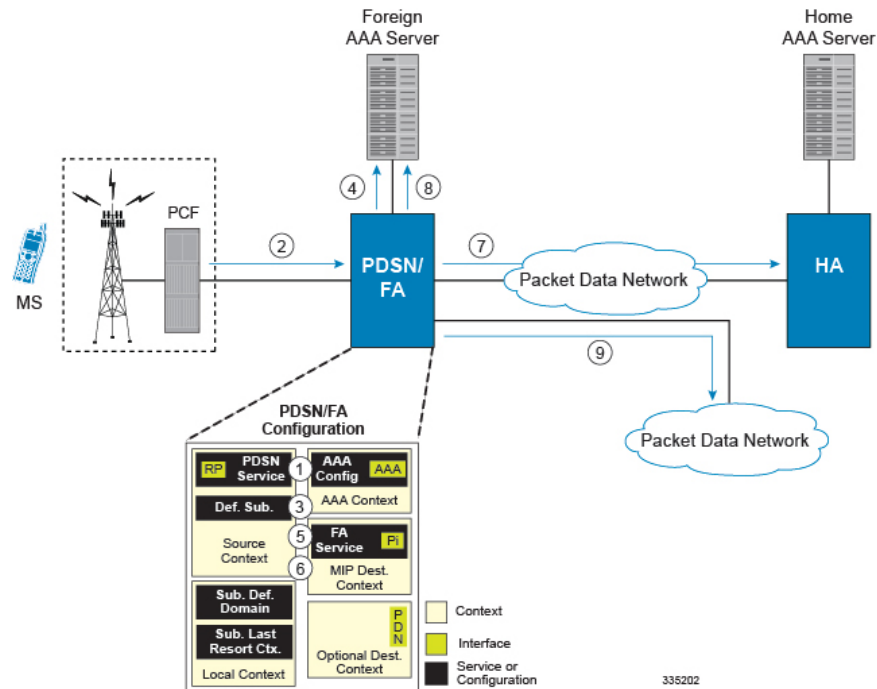 Foreign
AAA Server
Home
AAA Server
4
8
PCF
2
PDSN/
FA
7
Packet Data Network
HA
MS
9
PDSN/FA
Configuration
Packet Data Network
RP
PDSN
Service
1
AAA
Config
AAA
AAA Context
Def. Sub.
3
Source
Context
5
FA
Service
Pi
6
MIP Dest.
Context
Sub. Def.
Domain
Sub. Last
Resort Ctx.
Local Context
P
D
N
Optional Dest.
Context
Context
Interface
Service or
Configuration
335202